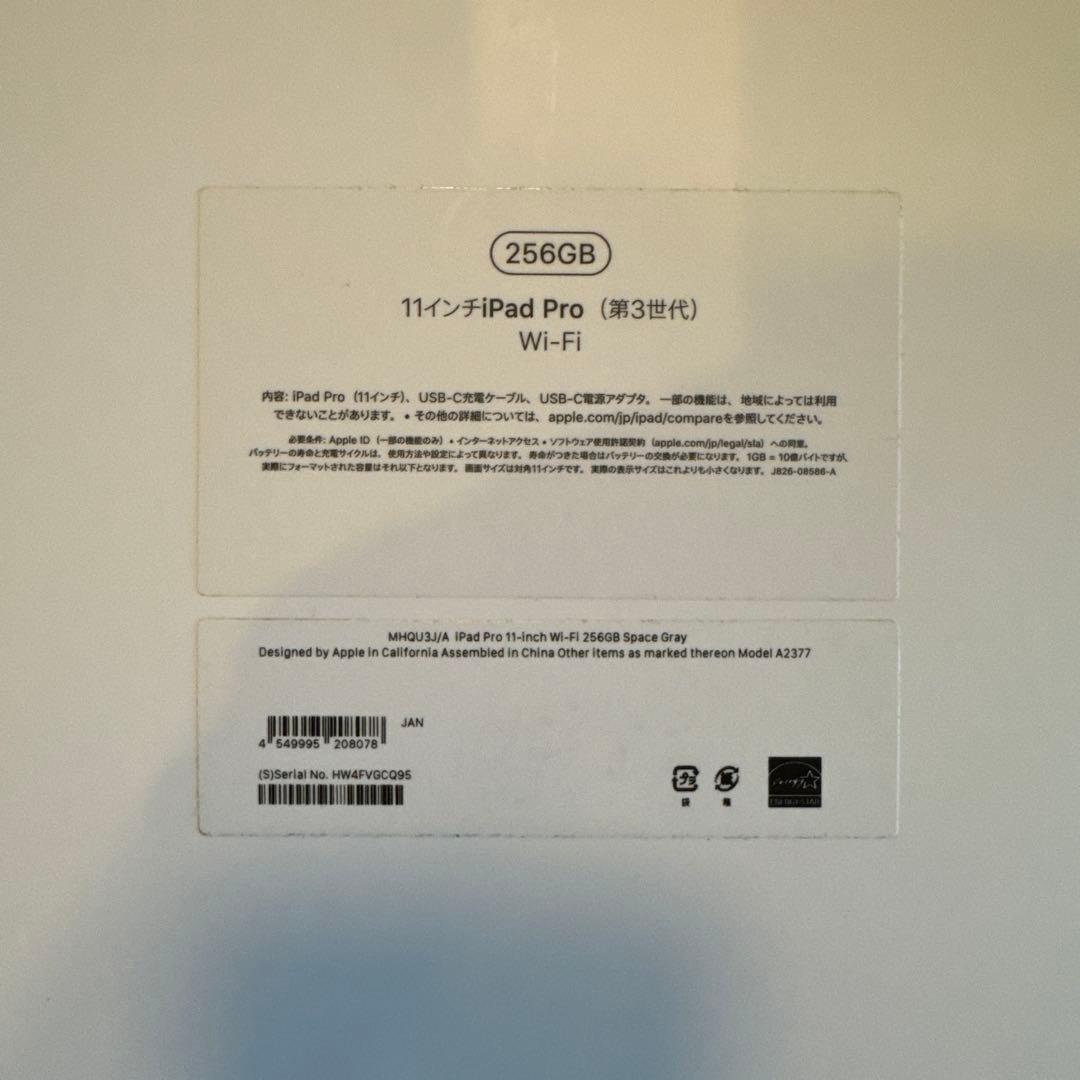 256GB
11インチiPad Pro（第3世代）
Wi-Fi
内容: iPad Pro（11インチ）、USB-C充電ケーブル、USB-C電源アダプタ。一部の機能は、地域によっては利用
できないことがあります。• その他の詳細については、apple.com/jp/ipad/compareを参照してください。
必要条件: Apple ID（一部の機能のみ）• インターネットアクセス • ソフトウェア使用許諾契約（apple.com/jp/legal/sla）への同意。
バッテリーの寿命と充電サイクルは、使用方法や設定によって異なります。寿命がつきた場合はバッテリーの交換が必要になります。1GB = 10億バイトですが、
実際にフォーマットされた容量はそれ以下となります。画面サイズは対角11インチです。実際の表示サイズはこれよりも小さくなります。J826-08586-A
MHQU3J/A iPad Pro 11-inch Wi-Fi 256GB Space Gray
Designed by Apple in California Assembled in China Other items as marked thereon Model A2377
JAN
4 549995 208078
(S)Serial No. HW4FVGCQ95
プラ
袋
ENERGY STAR